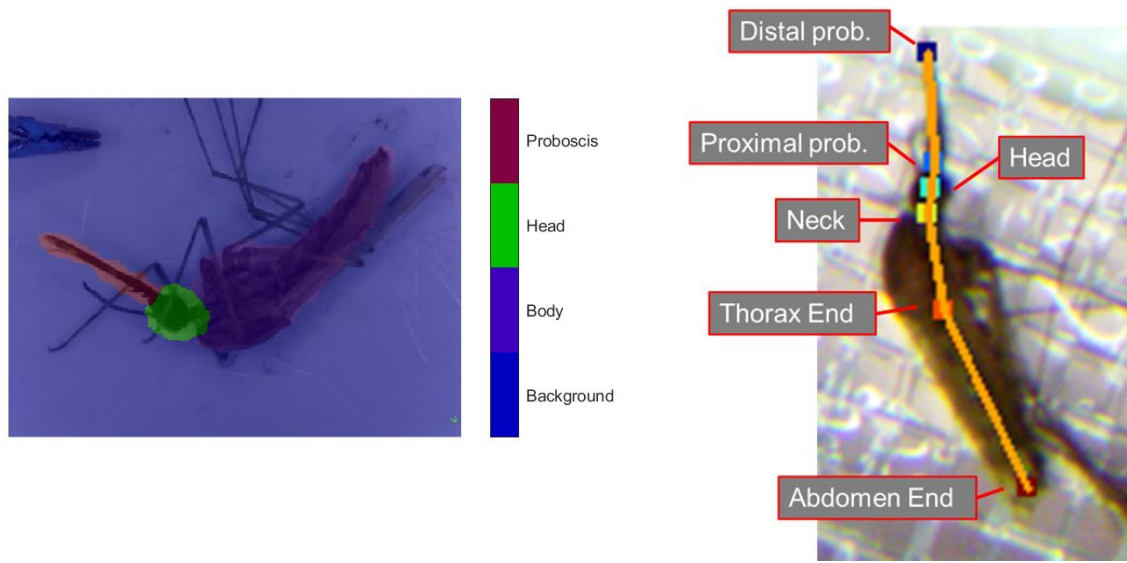 Proboscis
Head
Body
Background
Distal prob.
Proximal prob.
Head
Neck
Thorax End
Abdomen End